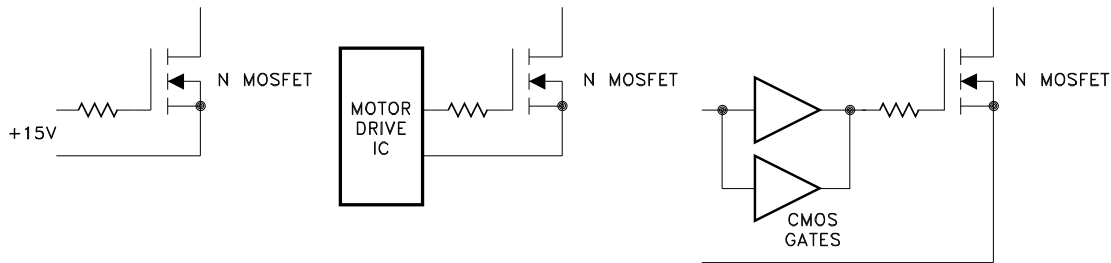 +15V
N MOSFET
MOTOR
DRIVE
IC
N MOSFET
CMOS
GATES
N MOSFET